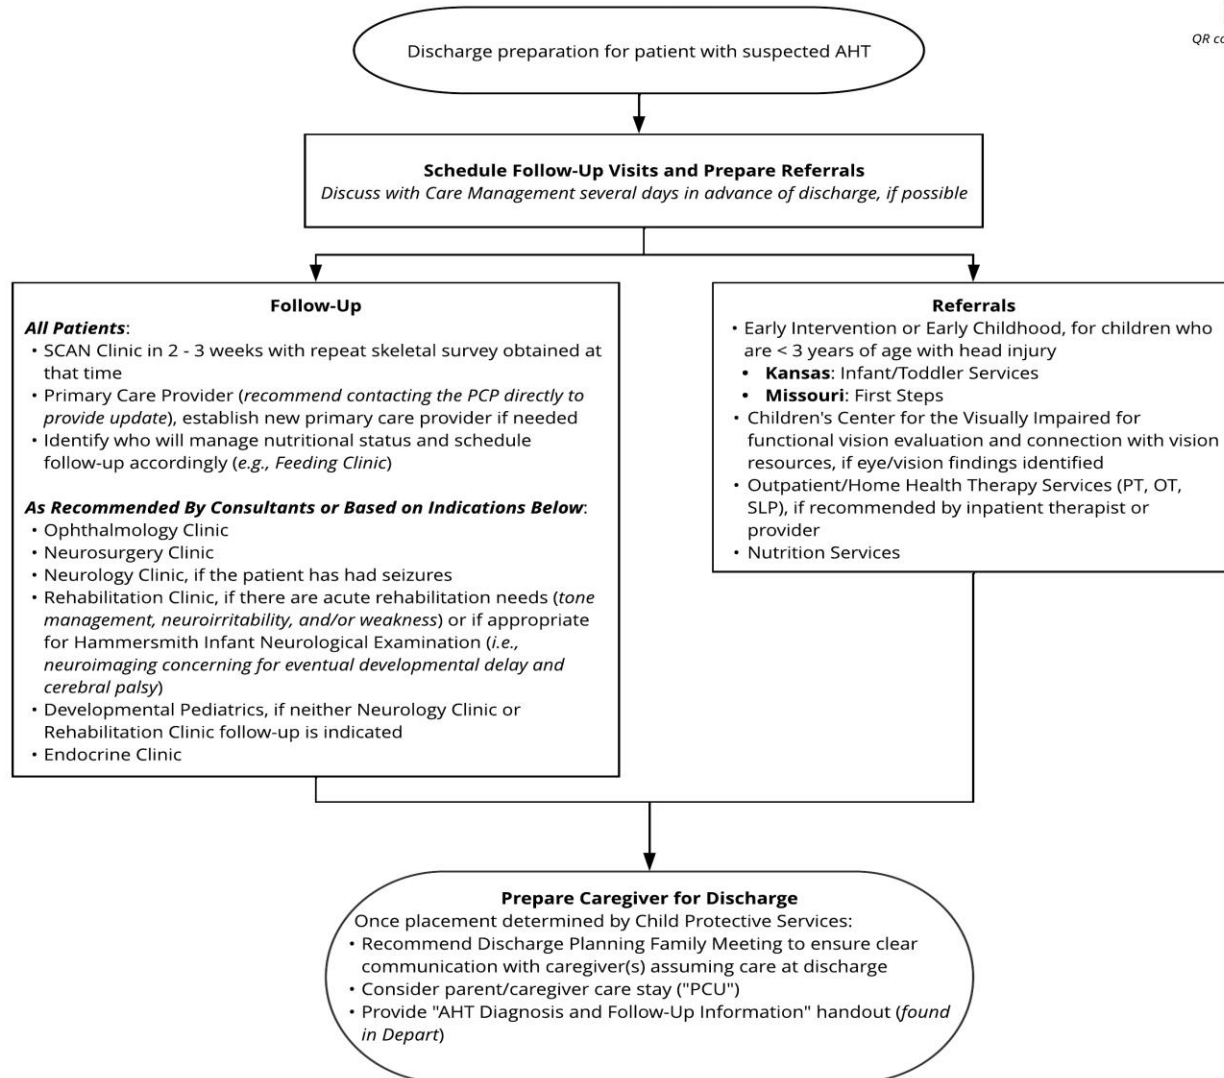 QR co
Discharge preparation for patient with suspected AHT
Schedule Follow-Up Visits and Prepare Referrals
Discuss with Care Management several days in advance of discharge, if possible
Follow-Up
All Patients:
• SCAN Clinic in 2 - 3 weeks with repeat skeletal survey obtained at
that time
• Primary Care Provider (recommend contacting the PCP directly to
provide update), establish new primary care provider if needed
• Identify who will manage nutritional status and schedule
follow-up accordingly (e.g., Feeding Clinic)
As Recommended By Consultants or Based on Indications Below:
• Ophthalmology Clinic
• Neurosurgery Clinic
• Neurology Clinic, if the patient has had seizures
• Rehabilitation Clinic, if there are acute rehabilitation needs (tone
management, neuroirritability, and/or weakness) or if appropriate
for Hammersmith Infant Neurological Examination (i.e.,
neuroimaging concerning for eventual developmental delay and
cerebral palsy)
• Developmental Pediatrics, if neither Neurology Clinic or
Rehabilitation Clinic follow-up is indicated
• Endocrine Clinic
Referrals
• Early Intervention or Early Childhood, for children who
are < 3 years of age with head injury
• Kansas: Infant/Toddler Services
• Missouri: First Steps
• Children's Center for the Visually Impaired for
functional vision evaluation and connection with vision
resources, if eye/vision findings identified
• Outpatient/Home Health Therapy Services (PT, OT,
SLP), if recommended by inpatient therapist or
provider
• Nutrition Services
Prepare Caregiver for Discharge
Once placement determined by Child Protective Services:
• Recommend Discharge Planning Family Meeting to ensure clear
communication with caregiver(s) assuming care at discharge
• Consider parent/caregiver care stay ("PCU")
• Provide "AHT Diagnosis and Follow-Up Information" handout (found
in Depart)